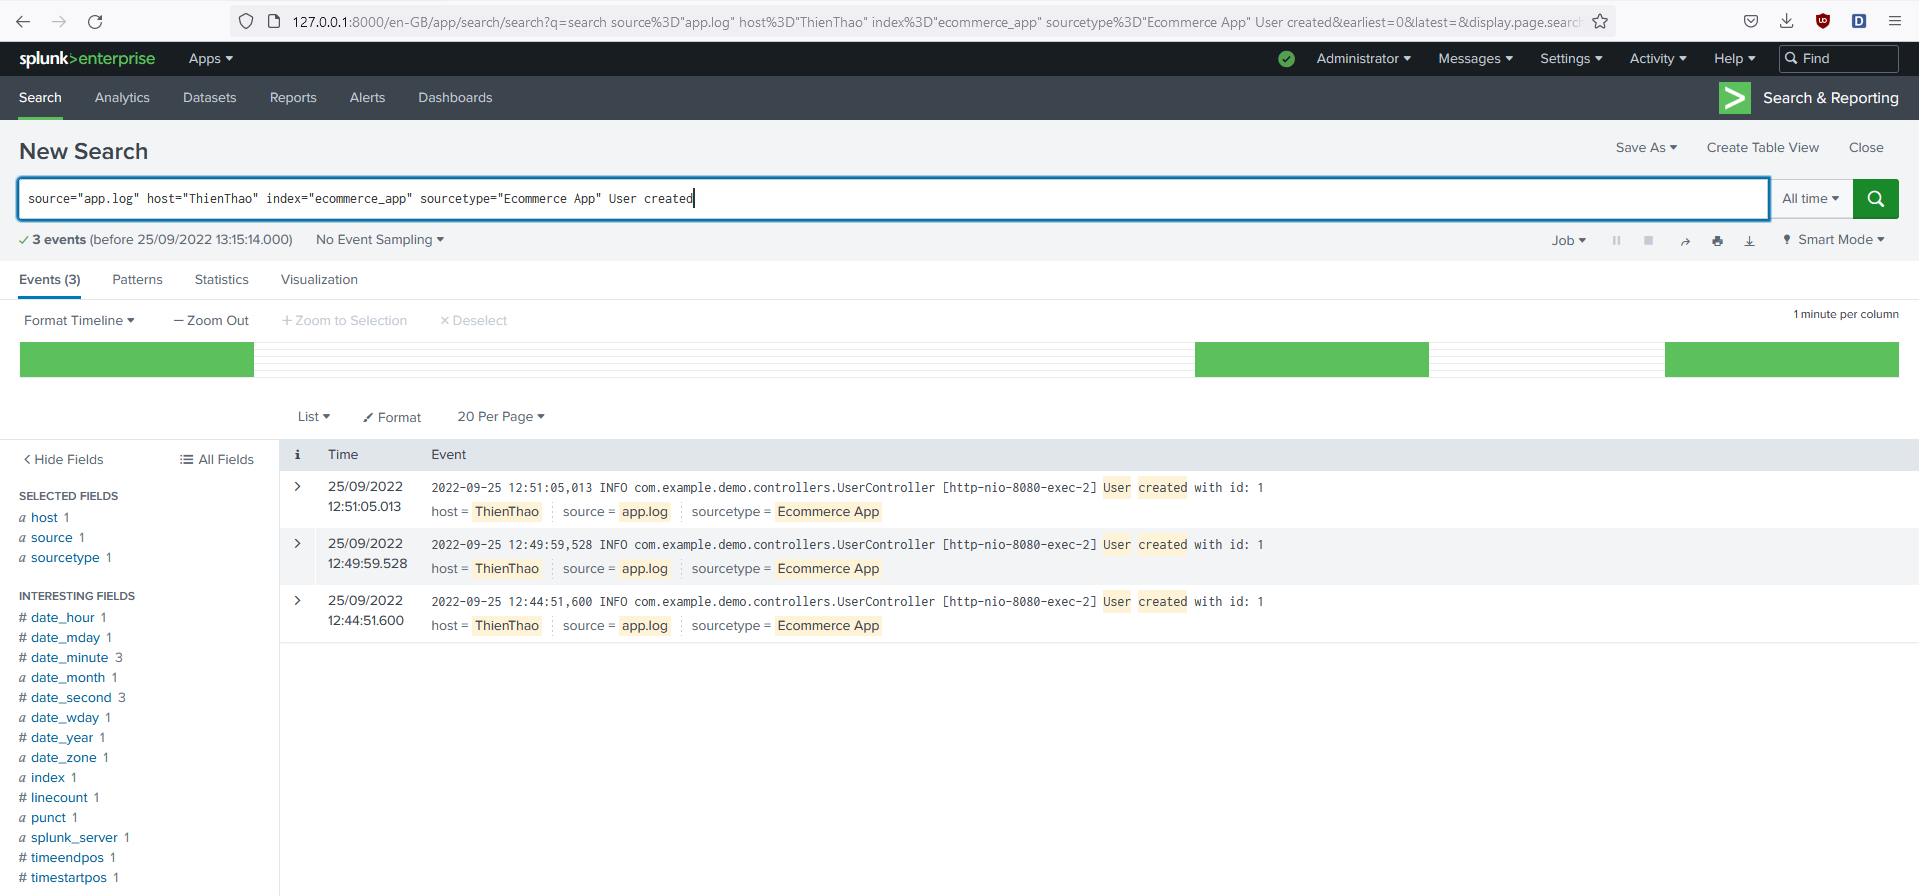 127.0.0.1:8000/en-GB/app/search/search?q=search source%3D"app.log" host%3D"ThienThao" index%3D"ecommerce_app" sourcetype%3D"Ecommerce App" User created&earliest=0&latest=&display.page.search
splunk>enterprise Apps Administrator Messages Settings Activity Help Find
Search Analytics Datasets Reports Alerts Dashboards Search & Reporting
New Search Save As Create Table View Close
source="app.log" host="ThienThao" index="ecommerce_app" sourcetype="Ecommerce App" User created All time
3 events (before 25/09/2022 13:15:14.000) No Event Sampling Job Smart Mode
Events (3) Patterns Statistics Visualization
Format Timeline — Zoom Out + Zoom to Selection × Deselect 1 minute per column
List Format 20 Per Page
< Hide Fields All Fields
SELECTED FIELDS
a host 1
a source 1
a sourcetype 1
INTERESTING FIELDS
# date_hour 1
# date_mday 1
# date_minute 3
a date_month 1
# date_second 3
a date_wday 1
# date_year 1
a date_zone 1
a index 1
# linecount 1
a punct 1
a splunk_server 1
# timeendpos 1
# timestartpos 1
i Time Event
> 25/09/2022 2022-09-25 12:51:05,013 INFO com.example.demo.controllers.UserController [http-nio-8080-exec-2] User created with id: 1
12:51:05.013 host = ThienThao source = app.log sourcetype = Ecommerce App
> 25/09/2022 2022-09-25 12:49:59,528 INFO com.example.demo.controllers.UserController [http-nio-8080-exec-2] User created with id: 1
12:49:59.528 host = ThienThao source = app.log sourcetype = Ecommerce App
> 25/09/2022 2022-09-25 12:44:51,600 INFO com.example.demo.controllers.UserController [http-nio-8080-exec-2] User created with id: 1
12:44:51.600 host = ThienThao source = app.log sourcetype = Ecommerce App